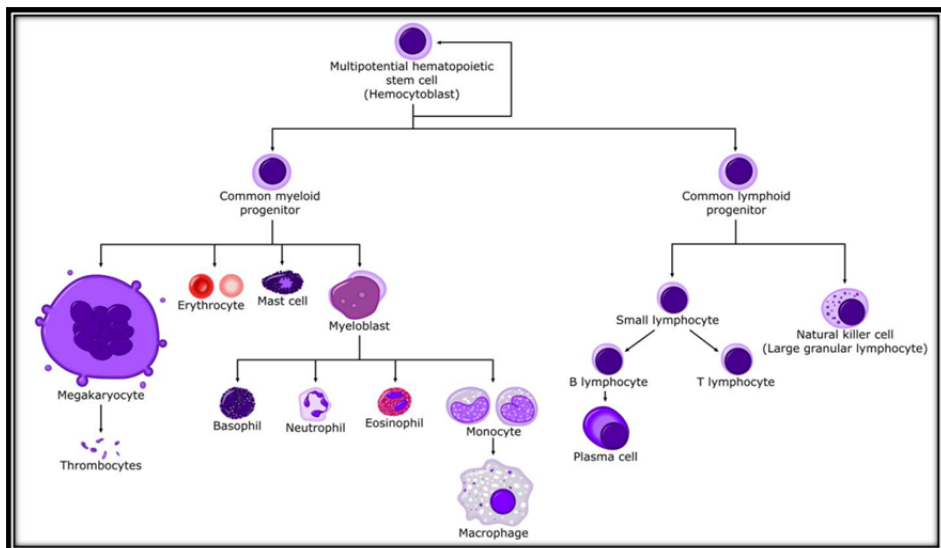 Multipotential hematopoietic
stem cell
(Hemocytoblast)
Common myeloid
progenitor
Common lymphoid
progenitor
Erythrocyte
Mast cell
Myeloblast
Small lymphocyte
Natural killer cell
(Large granular lymphocyte)
Megakaryocyte
B lymphocyte
T lymphocyte
Basophil
Neutrophil
Eosinophil
Monocyte
Thrombocytes
Plasma cell
Macrophage